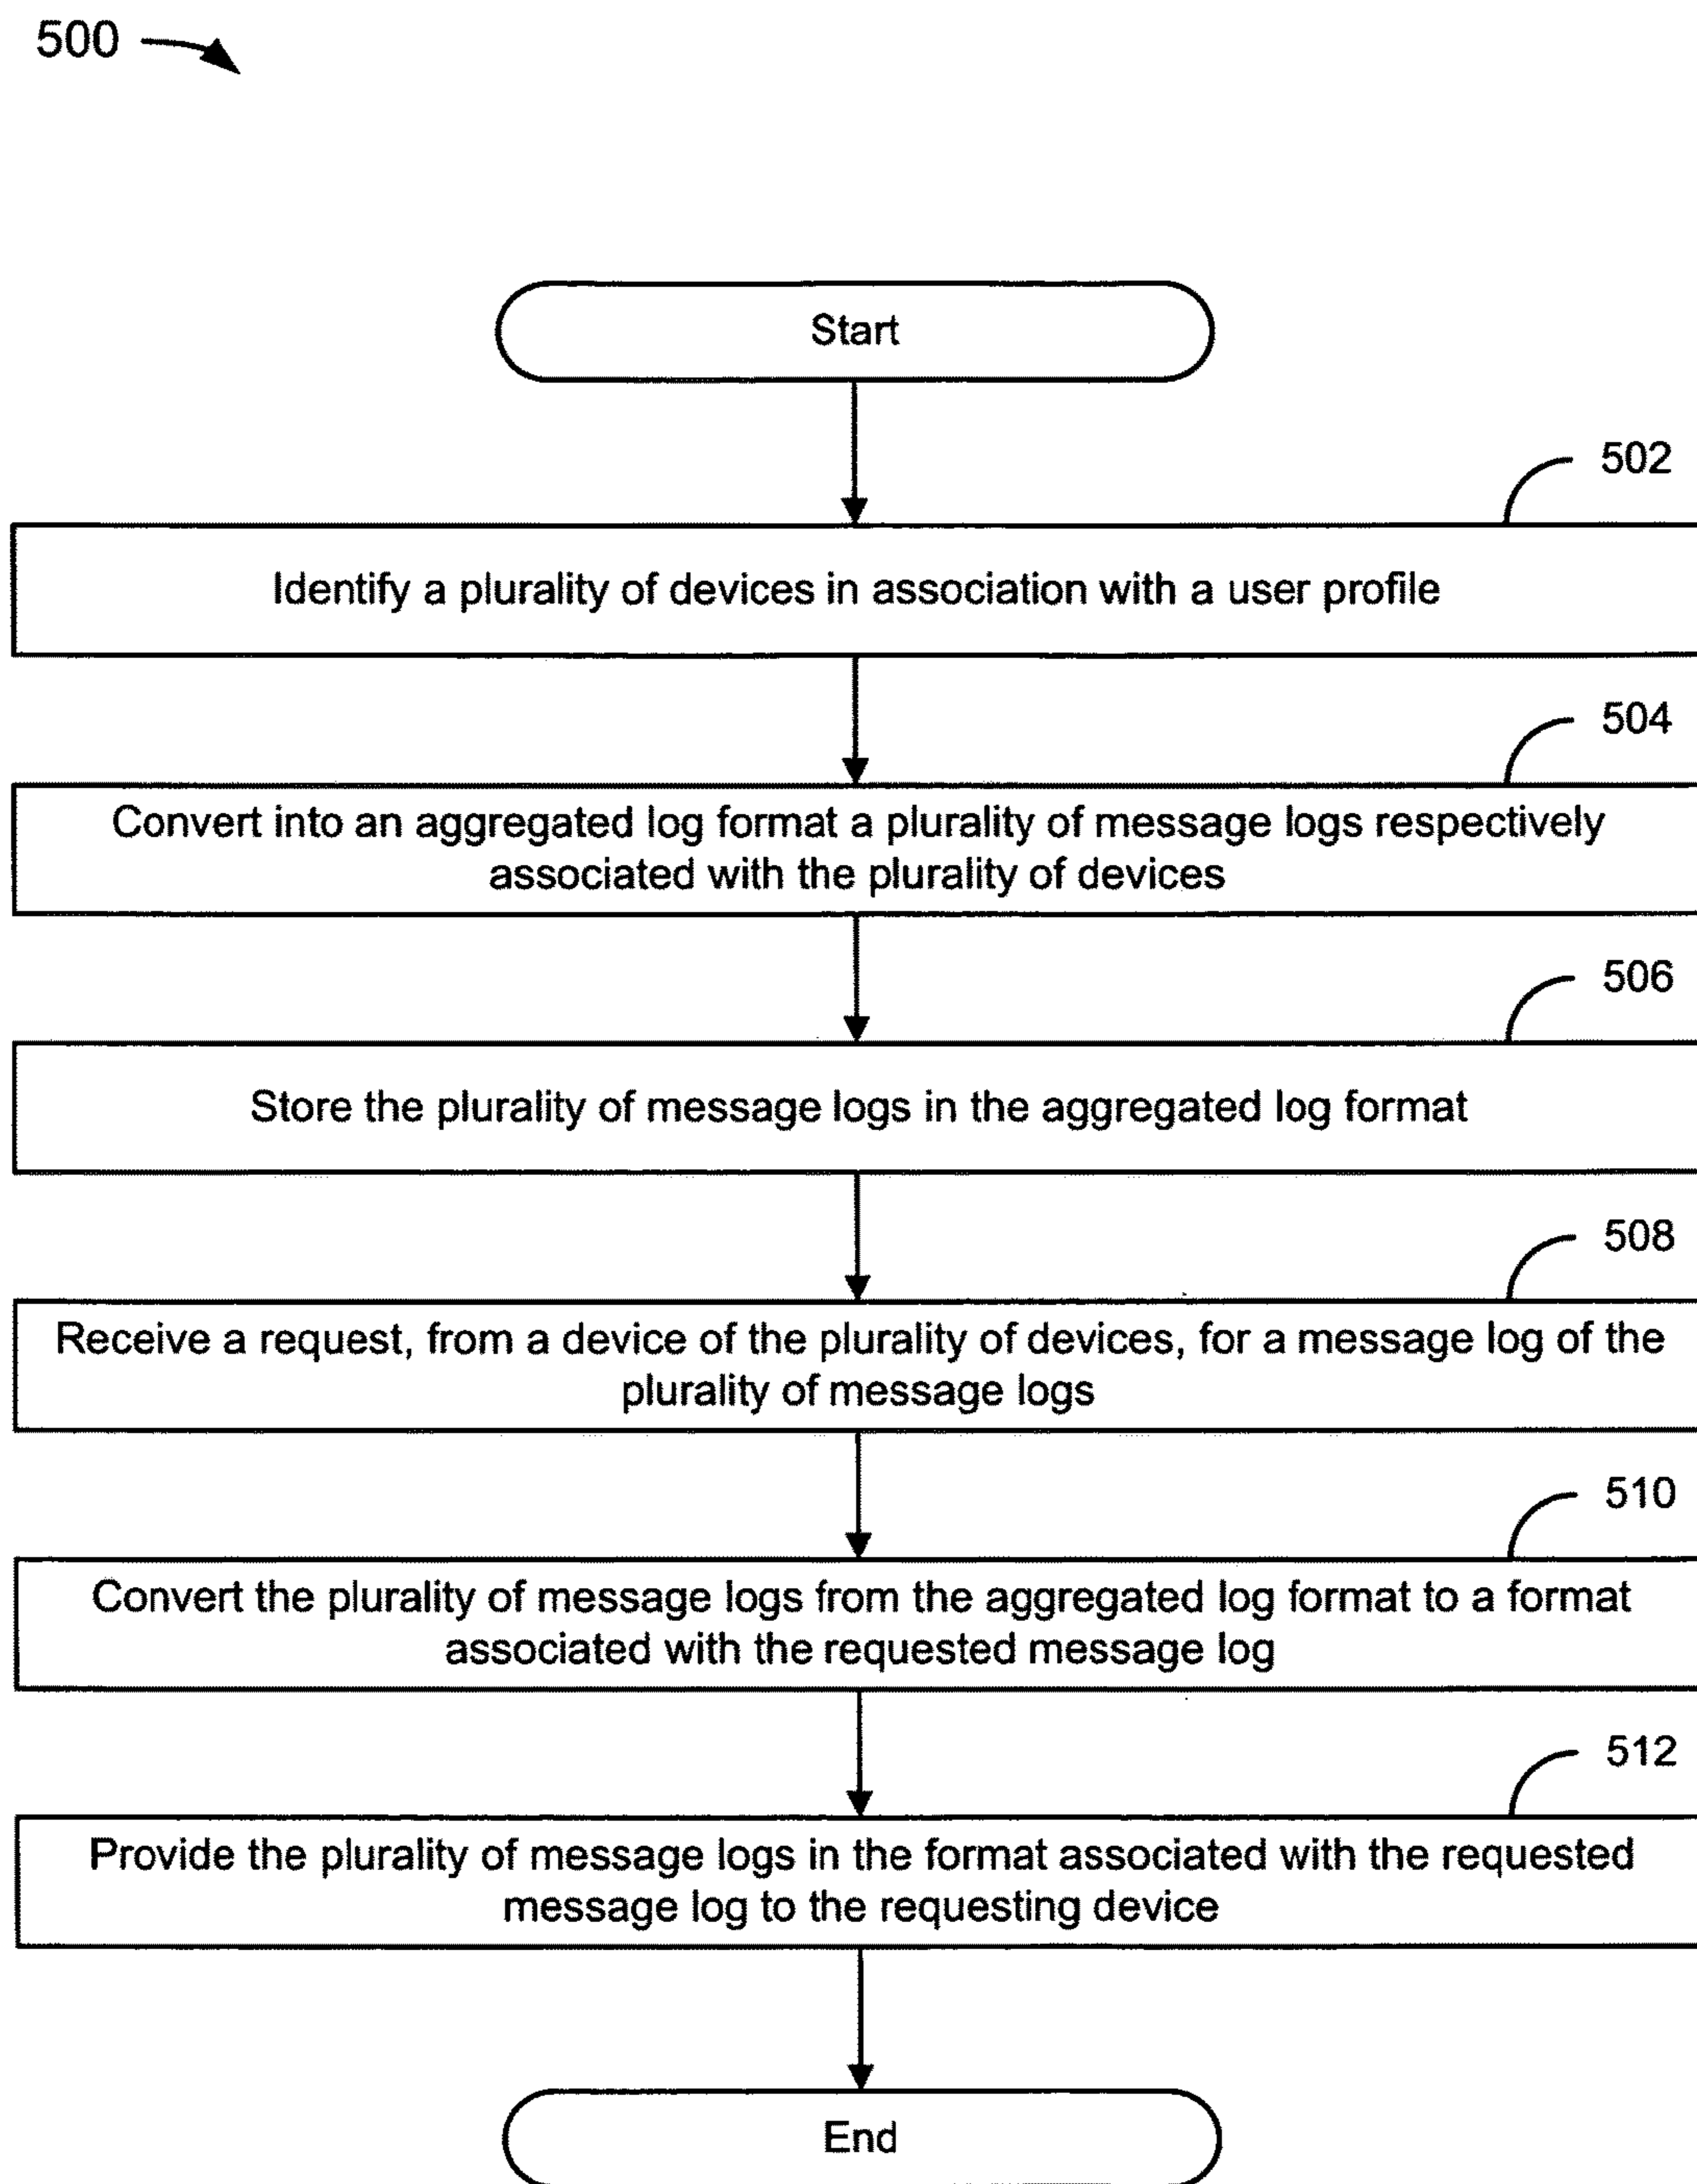 500
Start
502
Identify a plurality of devices in association with a user profile
504
Convert into an aggregated log format a plurality of message logs respectively
associated with the plurality of devices
506
Store the plurality of message logs in the aggregated log format
508
Receive a request, from a device of the plurality of devices, for a message log of the
plurality of message logs
510
Convert the plurality of message logs from the aggregated log format to a format
associated with the requested message log
512
Provide the plurality of message logs in the format associated with the requested
message log to the requesting device
End